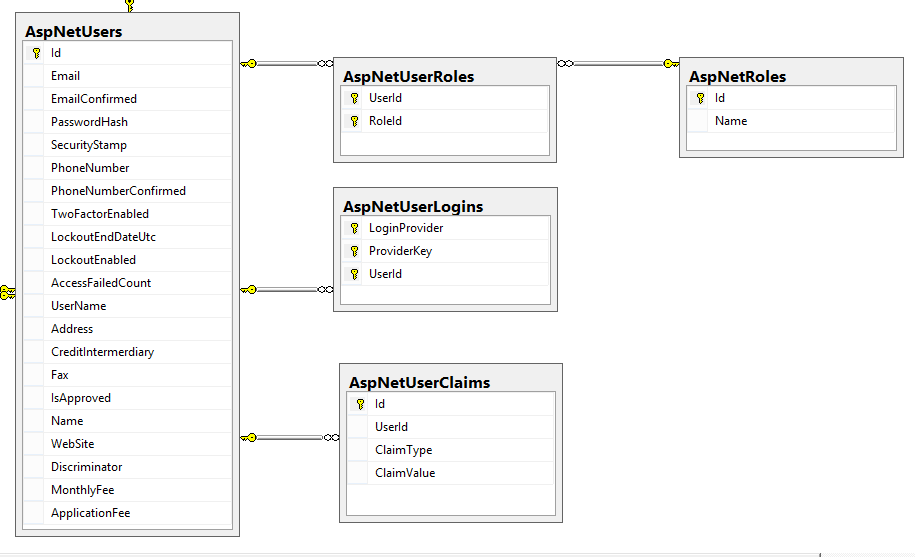 AspNetUsers
Id
Email
EmailConfirmed
PasswordHash
SecurityStamp
PhoneNumber
PhoneNumberConfirmed
TwoFactorEnabled
LockoutEndDateUtc
LockoutEnabled
AccessFailedCount
UserName
Address
CreditIntermerdiary
Fax
IsApproved
Name
WebSite
Discriminator
MonthlyFee
ApplicationFee
AspNetUserRoles
UserId
RoleId
AspNetRoles
Id
Name
AspNetUserLogins
LoginProvider
ProviderKey
UserId
AspNetUserClaims
Id
UserId
ClaimType
ClaimValue